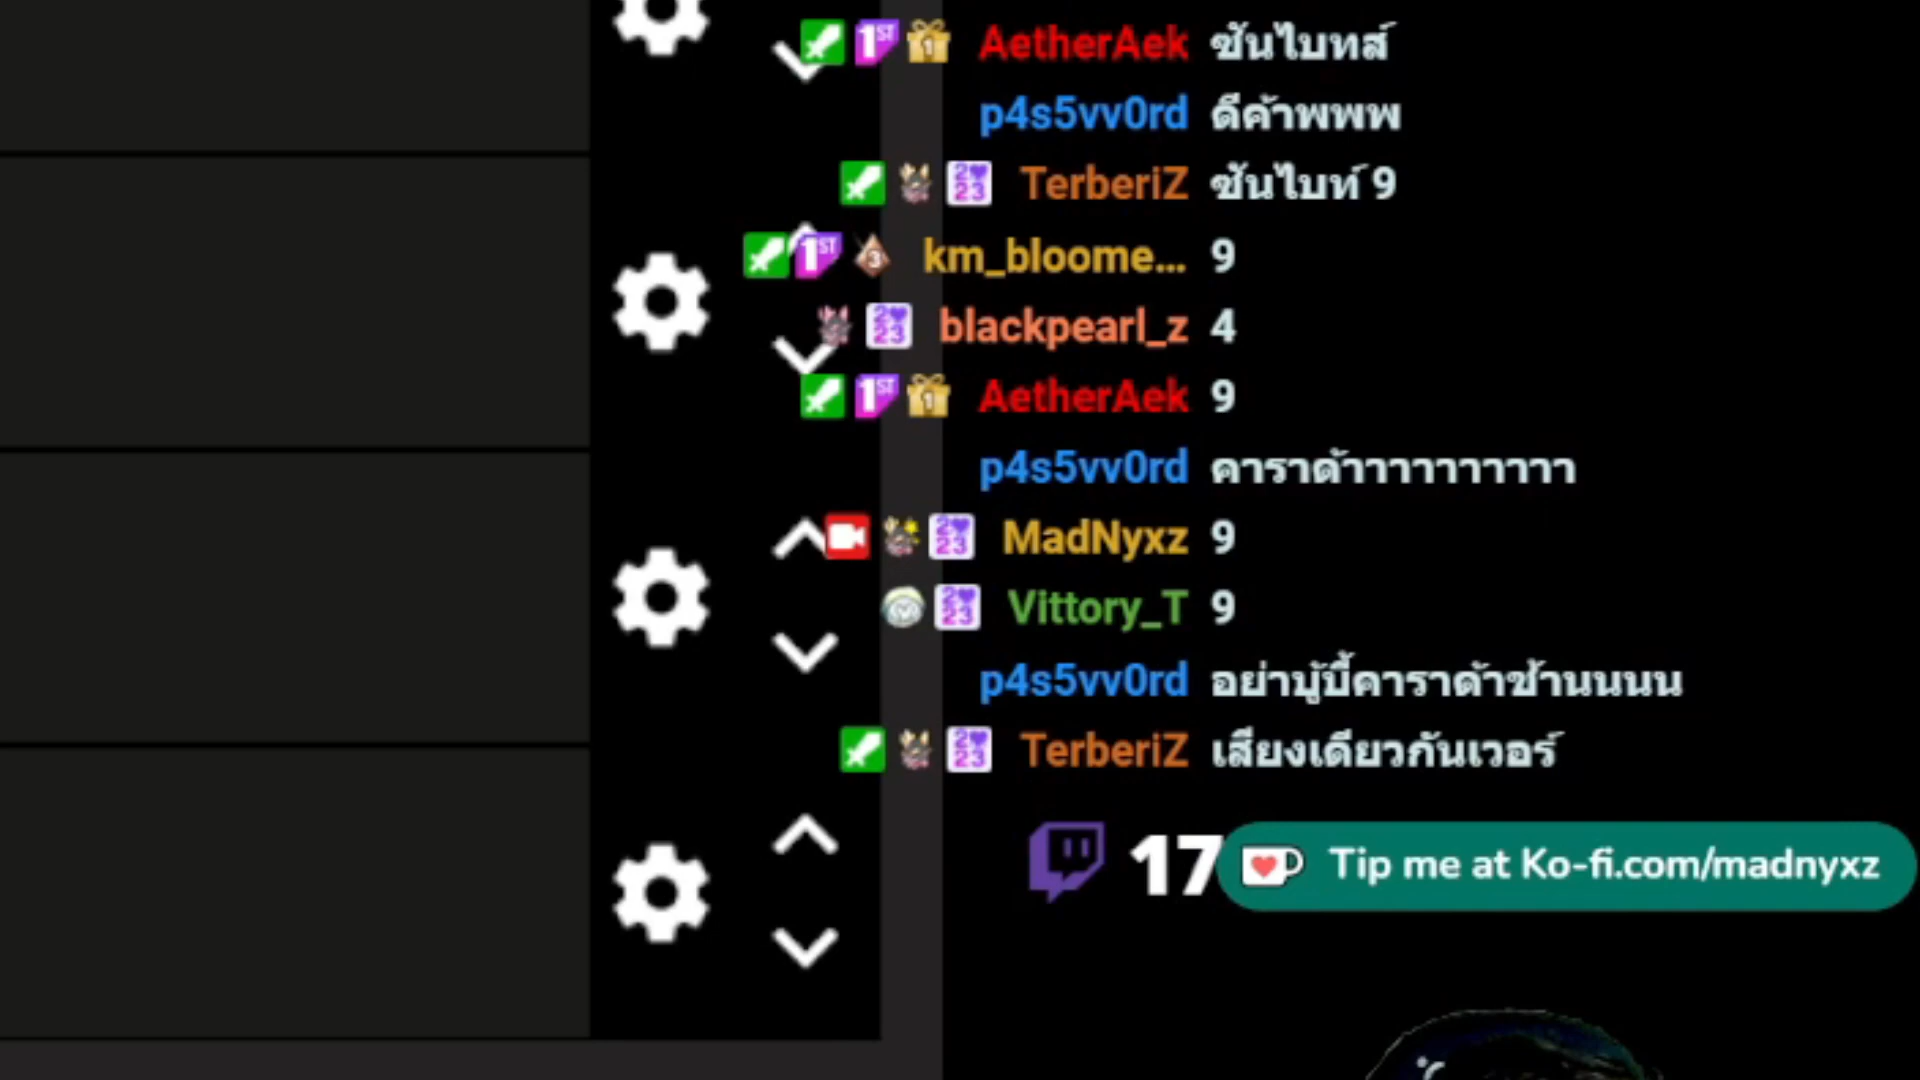 AetherAek ซันไบทส์
p4s5vv0rd ดีค้าพพพ
TerberiZ ซันไบท์ 9
km_bloome... 9
blackpearl_z 4
AetherAek 9
p4s5vv0rd คาราด้าาาาาาาาาา
MadNyxz 9
Vittory_T 9
p4s5vv0rd อย่าบู้บี้คาราด้าช้านนนน
TerberiZ เสียงเดียวกันเวอร์
17 Tip me at Ko-fi.com/madnyxz